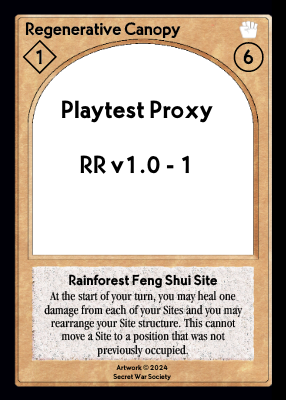 Regenerative Canopy
1
6
Playtest Proxy
RR v1.0 - 1
Rainforest Feng Shui Site
At the start of your turn, you may heal one
damage from each of your Sites and you may
rearrange your Site structure. This cannot
move a Site to a position that was not
previously occupied.
Artwork © 2024
Secret War Society